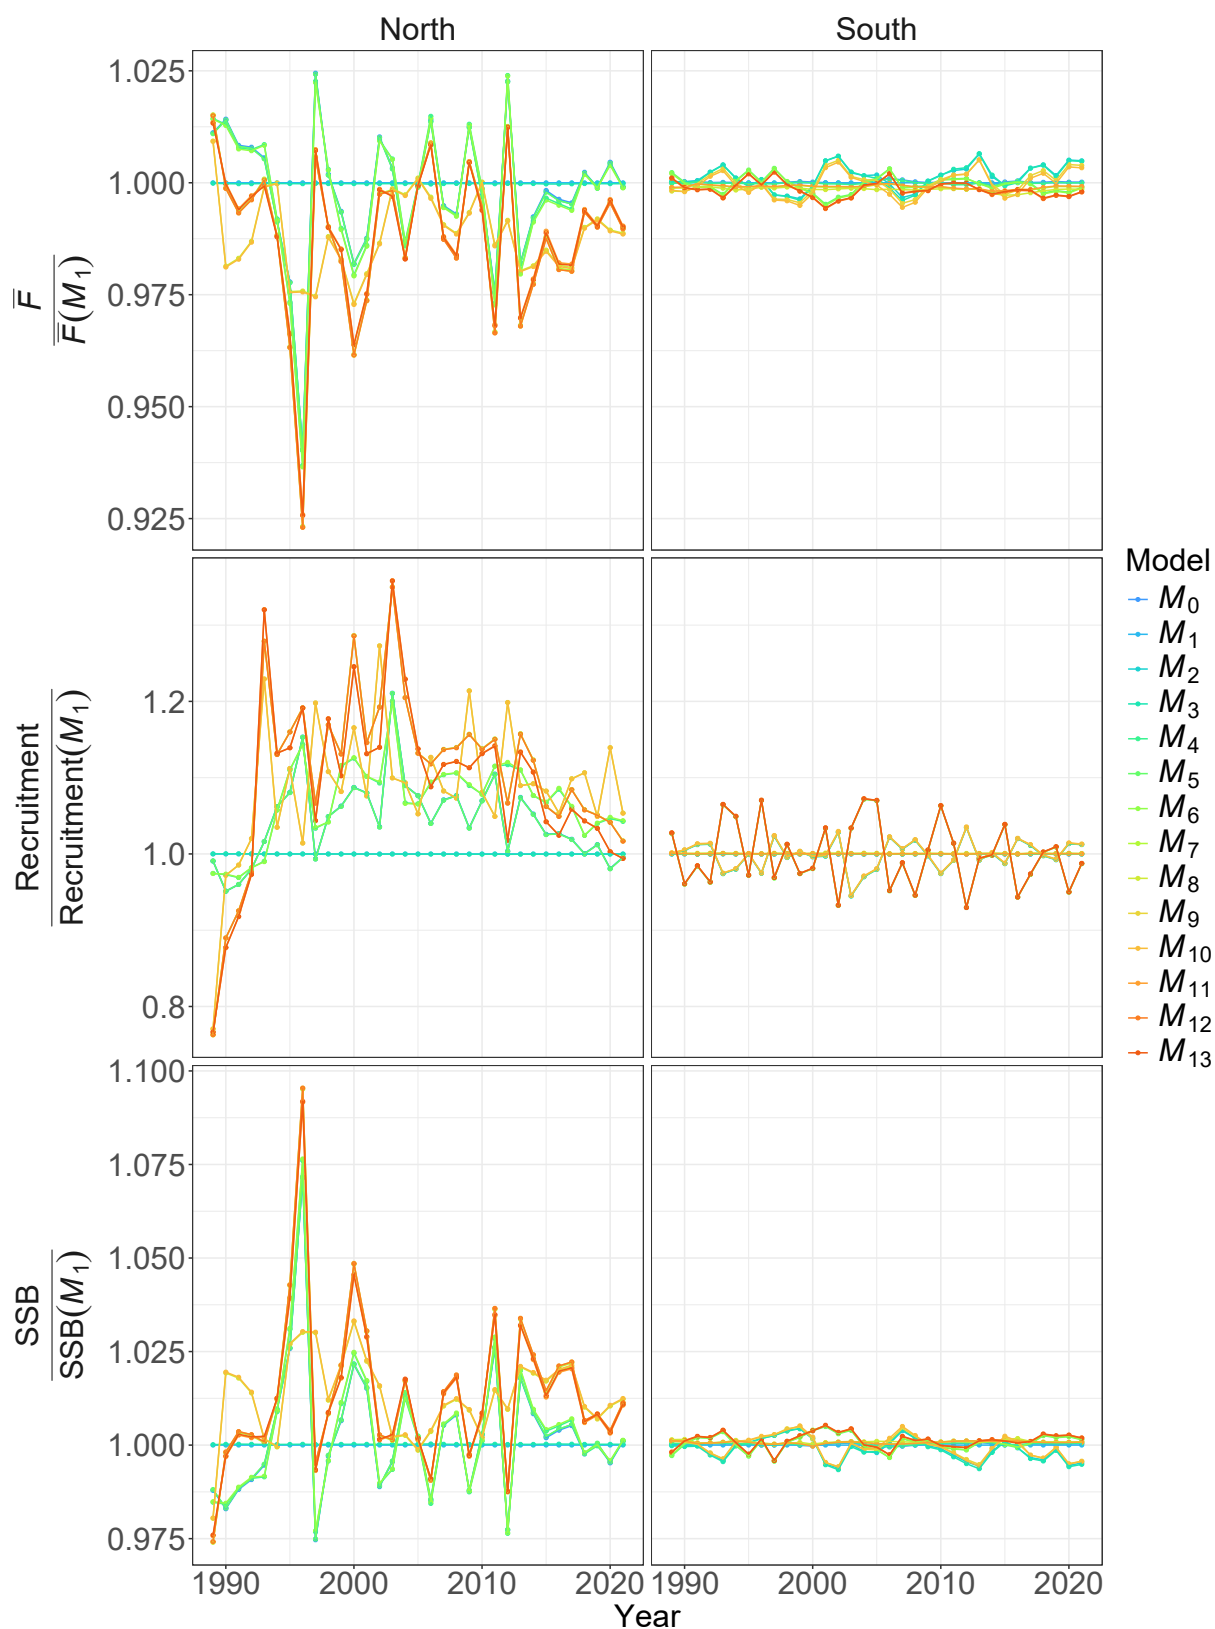 North
South
1.025
1.000
0.975
0.950
0.925
F̅
F̅(M₁)
1.2
1.0
0.8
Recruitment
Recruitment(M₁)
1.100
1.075
1.050
1.025
1.000
0.975
SSB
SSB(M₁)
1990 2000 2010 2020 1990 2000 2010 2020
Year
Model
M₀
M₁
M₂
M₃
M₄
M₅
M₆
M₇
M₈
M₉
M₁₀
M₁₁
M₁₂
M₁₃